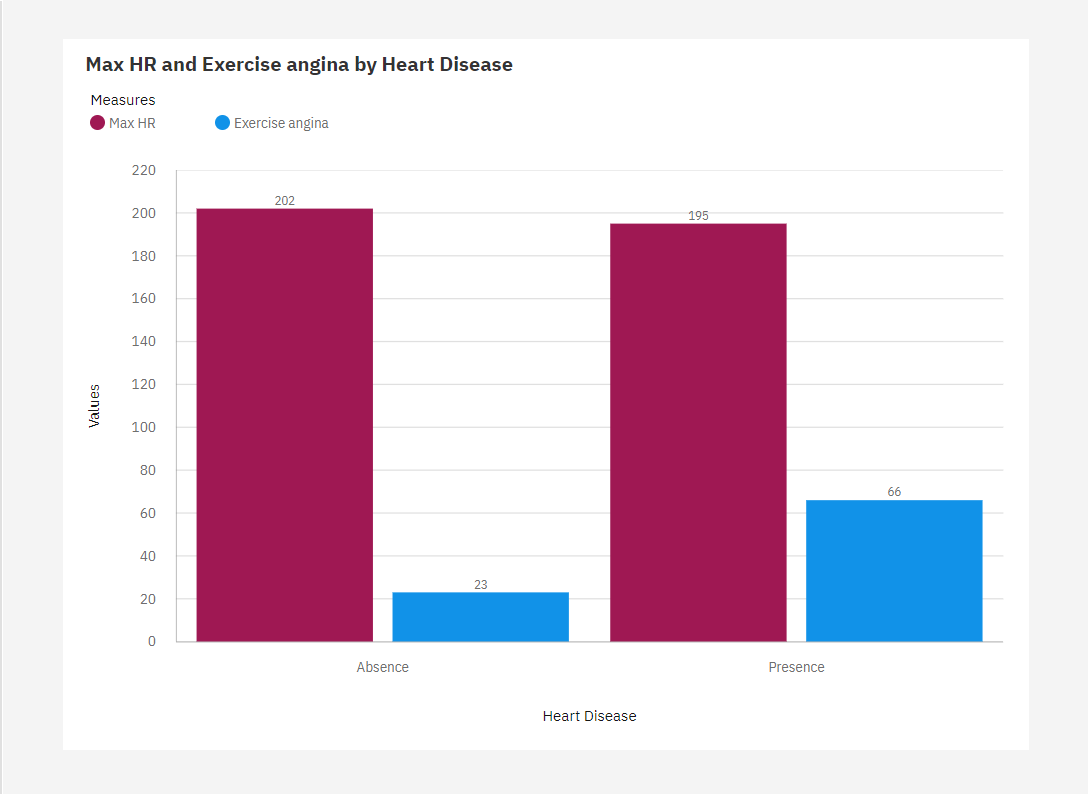 Max HR and Exercise angina by Heart Disease
Measures
Max HR Exercise angina
220
200
180
160
140
120
100
80
60
40
20
0
Values
202
23
195
66
Absence Presence
Heart Disease